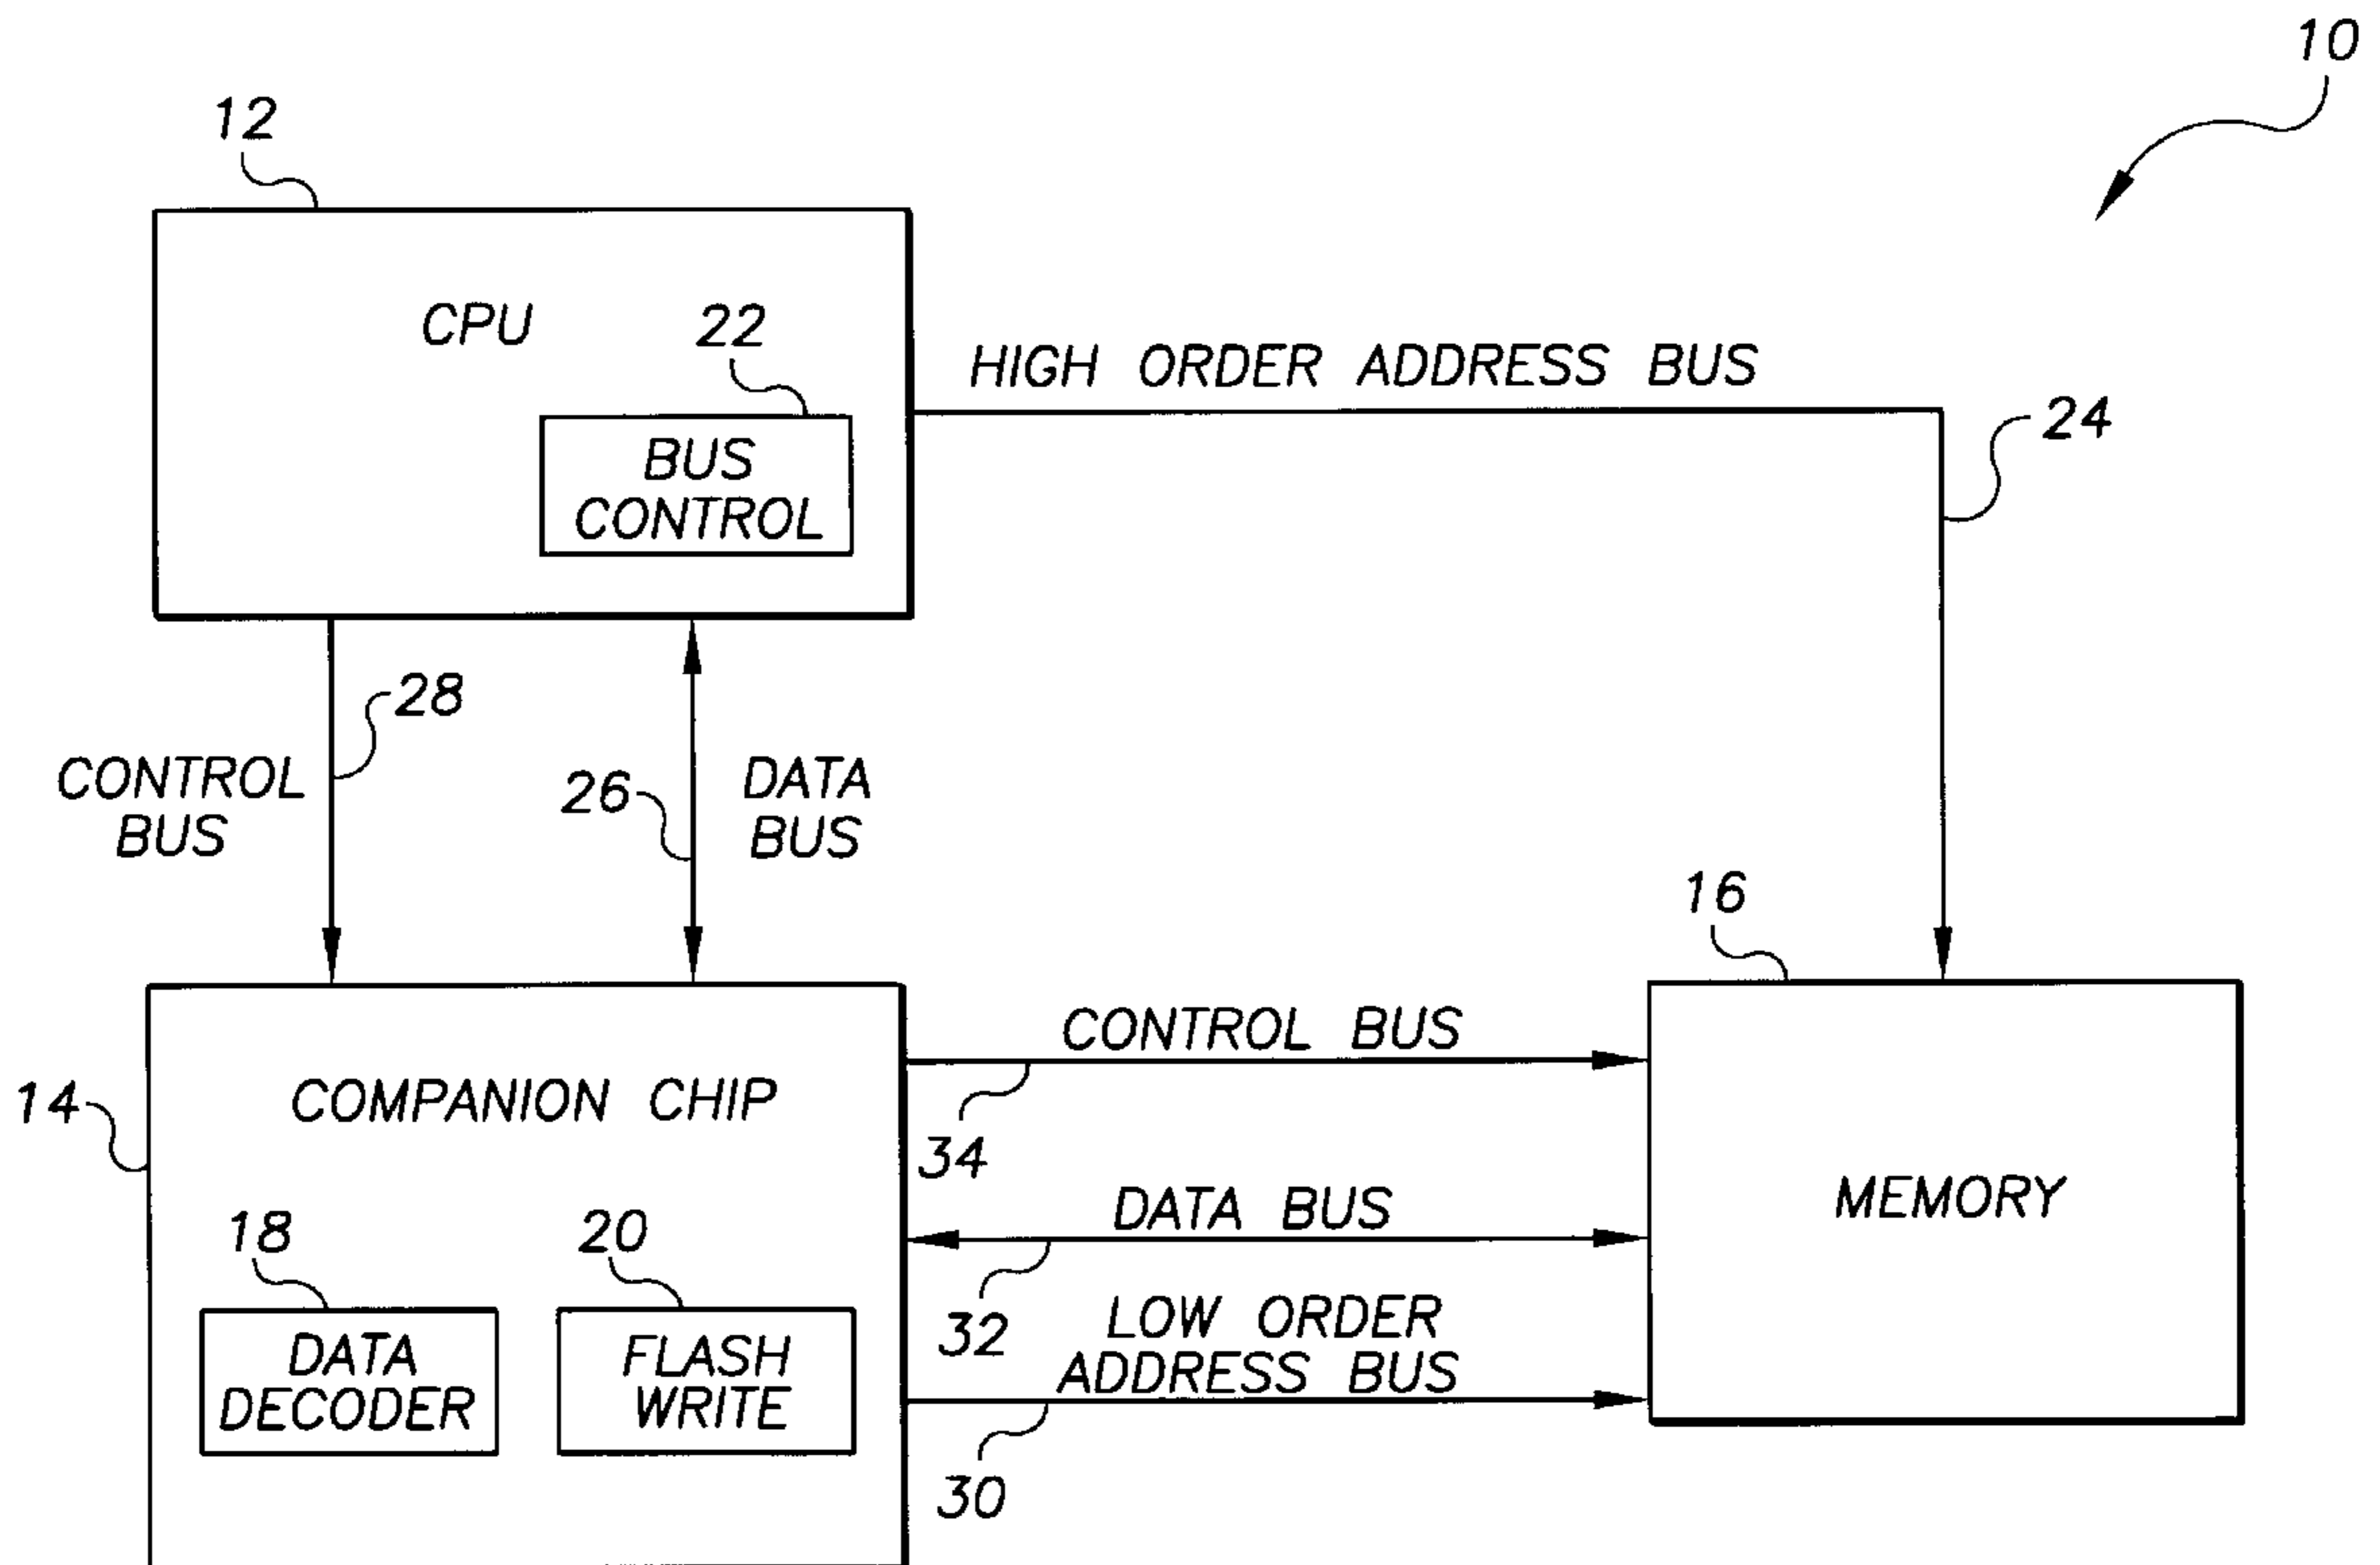 10
12
CPU
22
HIGH ORDER ADDRESS BUS
BUS
CONTROL
24
28
CONTROL
BUS
26
DATA
BUS
16
CONTROL BUS
14
COMPANION CHIP
34
DATA BUS
MEMORY
18
20
32
LOW ORDER
ADDRESS BUS
DATA
DECODER
FLASH
WRITE
30